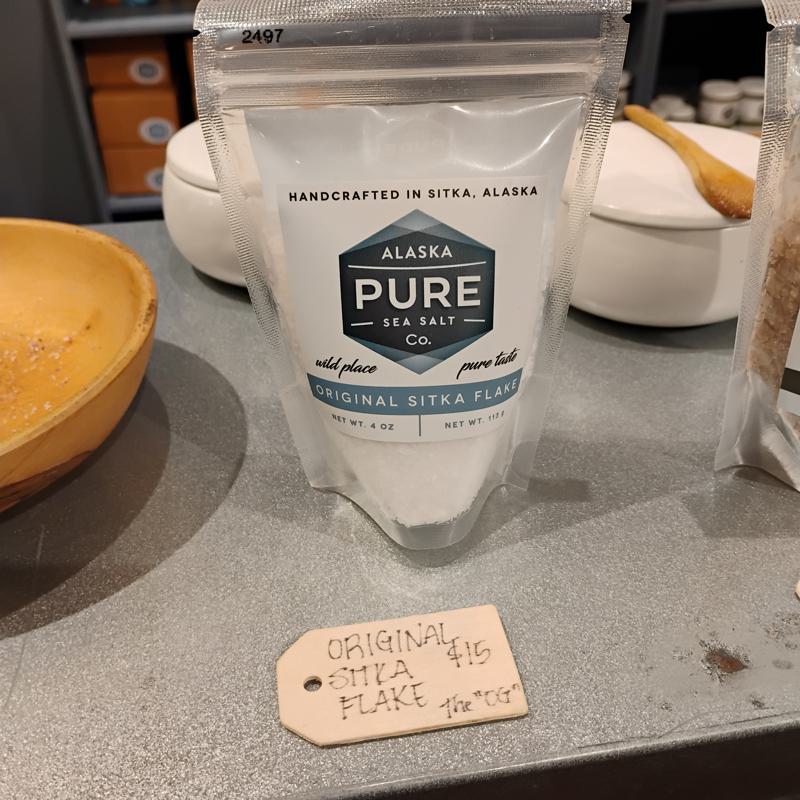 2497
HANDCRAFTED IN SITKA, ALASKA
ALASKA
PURE
SEA SALT
Co.
wild place pure taste
ORIGINAL SITKA FLAKE
NET WT. 4 OZ NET WT. 113 g
ORIGINAL $15
SITKA
FLAKE The "OG"